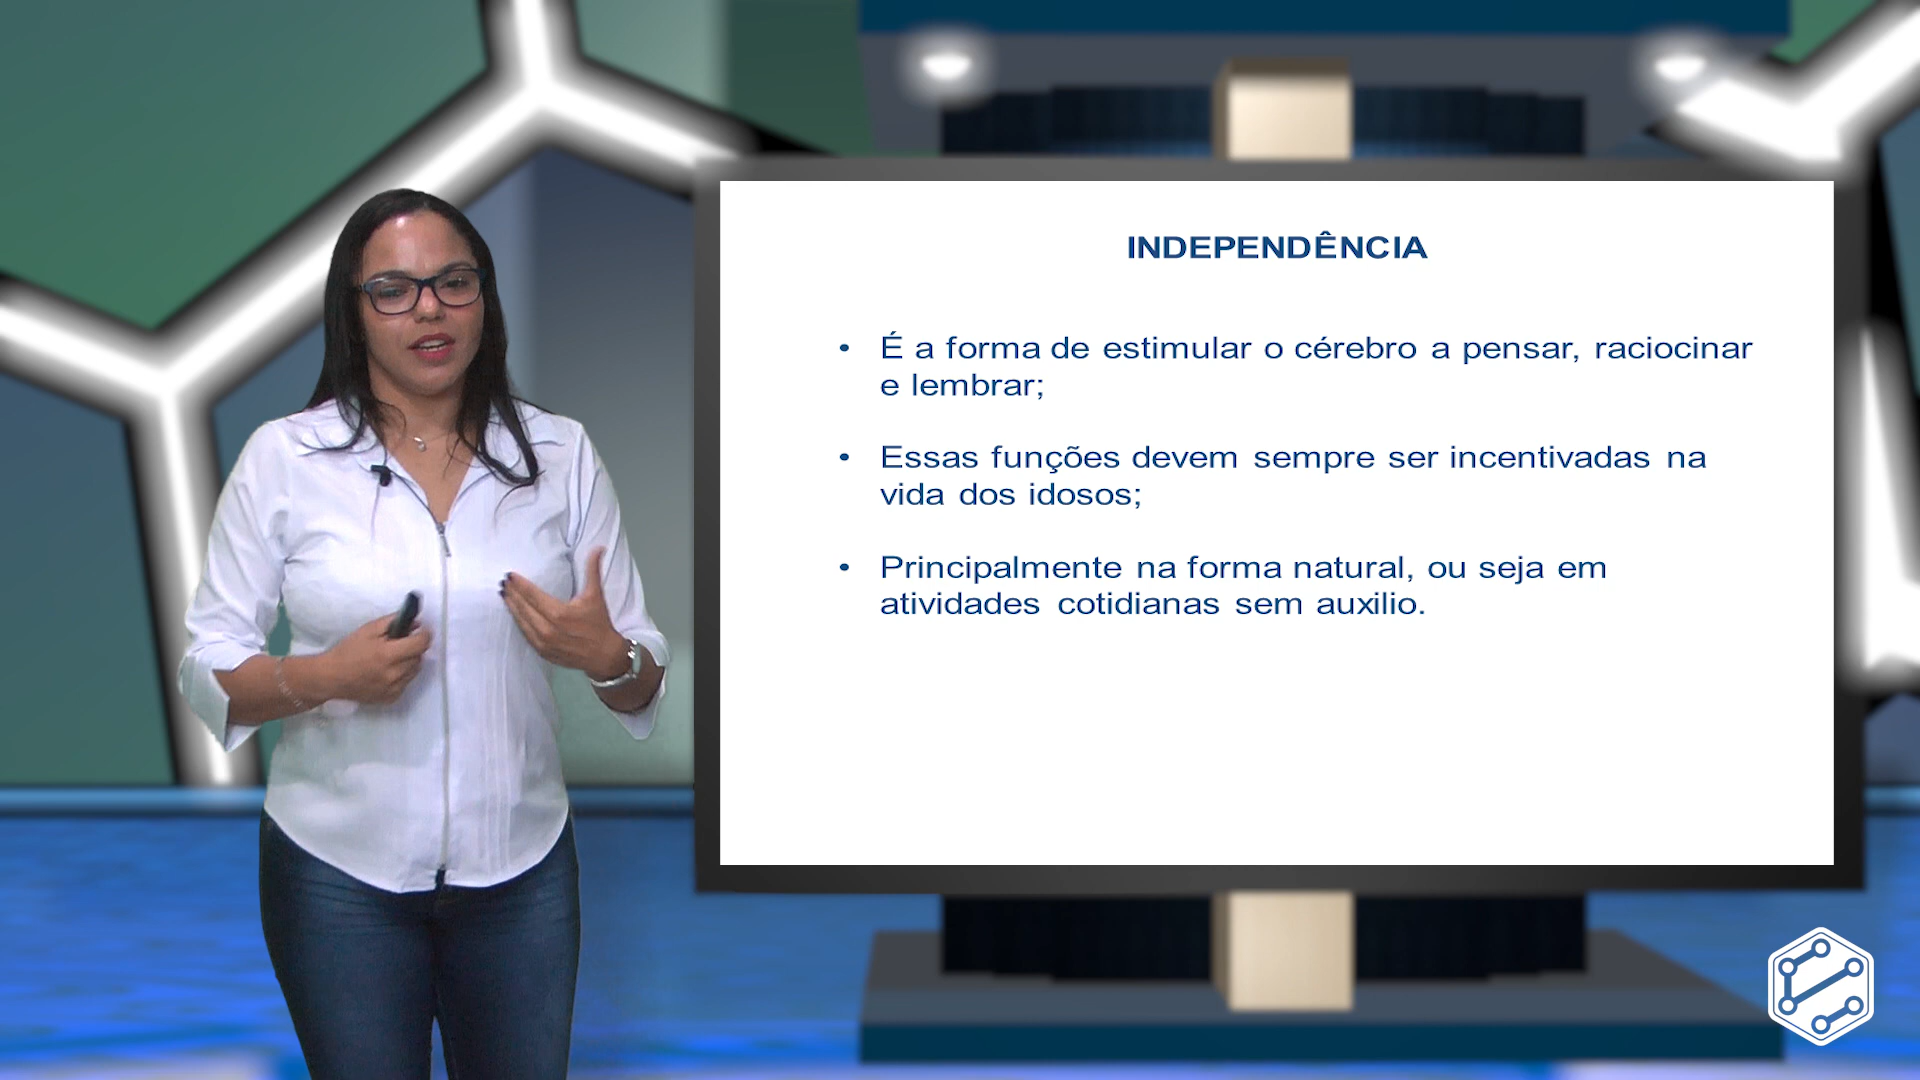 INDEPENDÊNCIA
• É a forma de estimular o cérebro a pensar, raciocinar
e lembrar;
• Essas funções devem sempre ser incentivadas na
vida dos idosos;
• Principalmente na forma natural, ou seja em
atividades cotidianas sem auxilio.